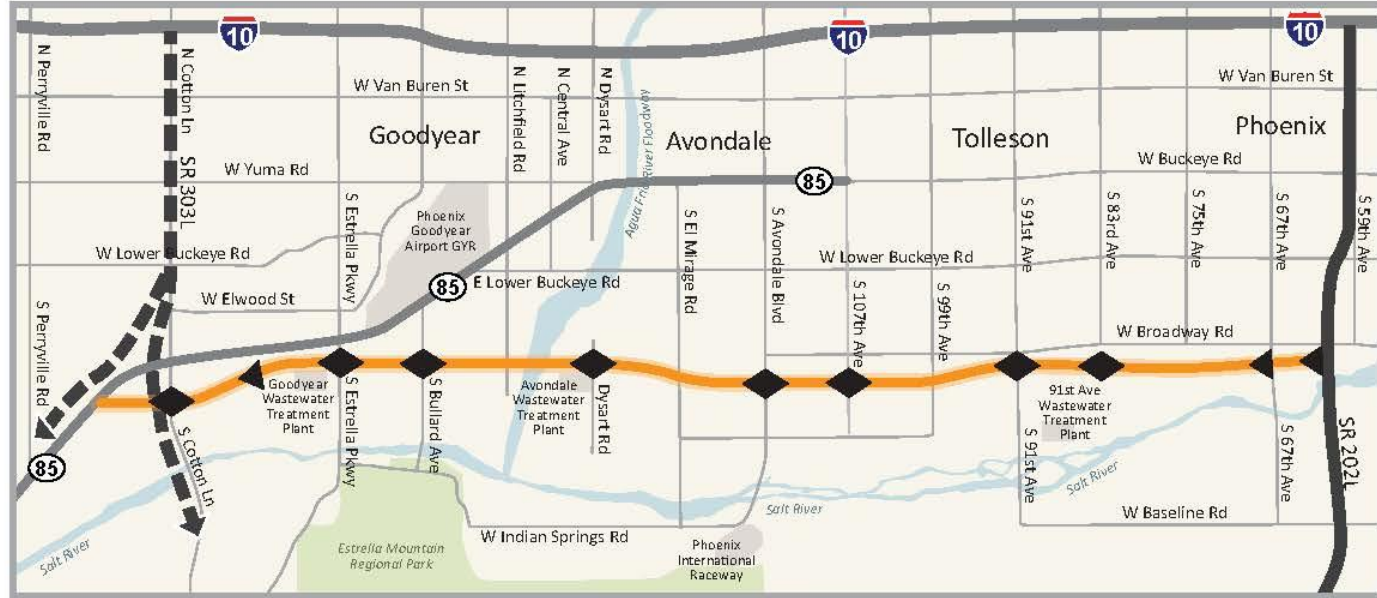 10
10
10
N Perryville Rd
N Cotton Ln
SR 303L
W Van Buren St
N Litchfield Rd
N Central Ave
N Dysart Rd
W Van Buren St
Goodyear
Avondale
Tolleson
Phoenix
W Yuma Rd
W Buckeye Rd
85
Agua Fria River Floodway
Phoenix
Goodyear
Airport GYR
S Estrella Pkwy
S El Mirage Rd
S Avondale Blvd
S 107th Ave
S 99th Ave
S 91st Ave
S 83rd Ave
S 75th Ave
S 67th Ave
S 59th Ave
W Lower Buckeye Rd
E Lower Buckeye Rd
W Lower Buckeye Rd
85
W Elwood St
S Perryville Rd
W Broadway Rd
Goodyear
Wastewater
Treatment
Plant
S Estrella Pkwy
S Bullard Ave
Avondale
Wastewater
Treatment
Plant
Dysart Rd
91st Ave
Wastewater
Treatment
Plant
S 91st Ave
S 67th Ave
SR 202L
S Cotton Ln
85
Salt River
Salt River
Salt River
W Baseline Rd
W Indian Springs Rd
Estrella Mountain
Regional Park
Phoenix
International
Raceway